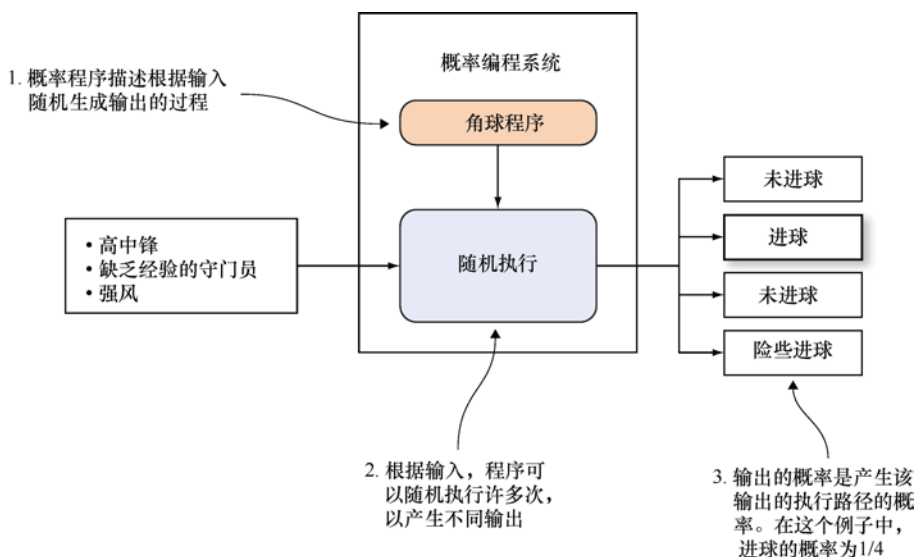 概率编程系统
1. 概率程序描述根据输入
随机生成输出的过程
角球程序
• 高中锋
• 缺乏经验的守门员
• 强风
随机执行
未进球
进球
未进球
险些进球
2. 根据输入，程序可
以随机执行许多次，
以产生不同输出
3. 输出的概率是产生该
输出的执行路径的概
率。在这个例子中，
进球的概率为1/4